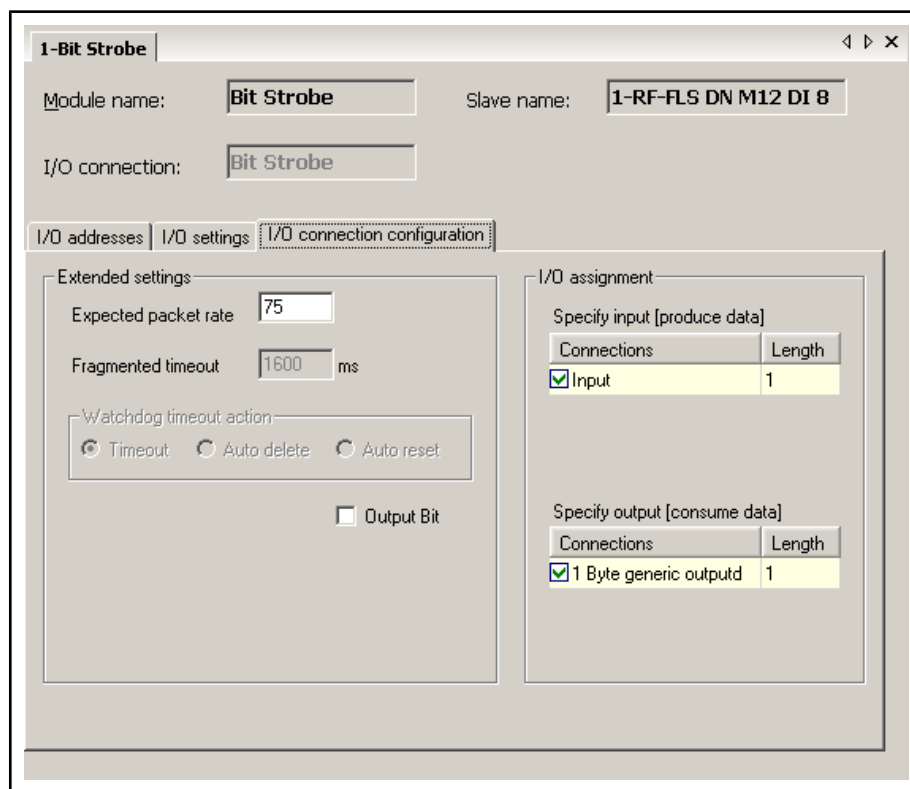 1-Bit Strobe
Module name: Bit Strobe Slave name: 1-RF-FLS DN M12 DI 8
I/O connection: Bit Strobe
I/O addresses I/O settings I/O connection configuration
Extended settings
Expected packet rate 75
Fragmented timeout 1600 ms
Watchdog timeout action
Timeout Auto delete Auto reset
Output Bit
I/O assignment
Specify input [produce data]
Connections Length
Input 1
Specify output [consume data]
Connections Length
1 Byte generic outputd 1